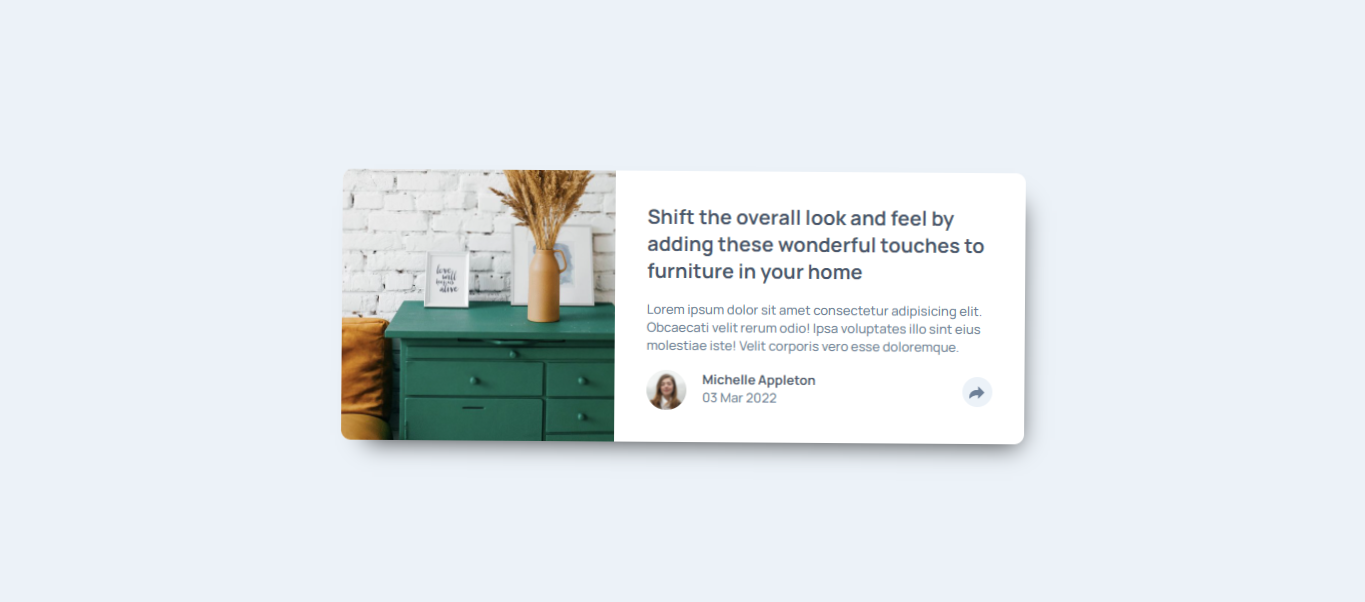 love
will
keep us
alive
Shift the overall look and feel by
adding these wonderful touches to
furniture in your home
Lorem ipsum dolor sit amet consectetur adipisicing elit.
Obcaecati velit rerum odio! Ipsa voluptates illo sint eius
molestiae iste! Velit corporis vero esse doloremque.
Michelle Appleton
03 Mar 2022